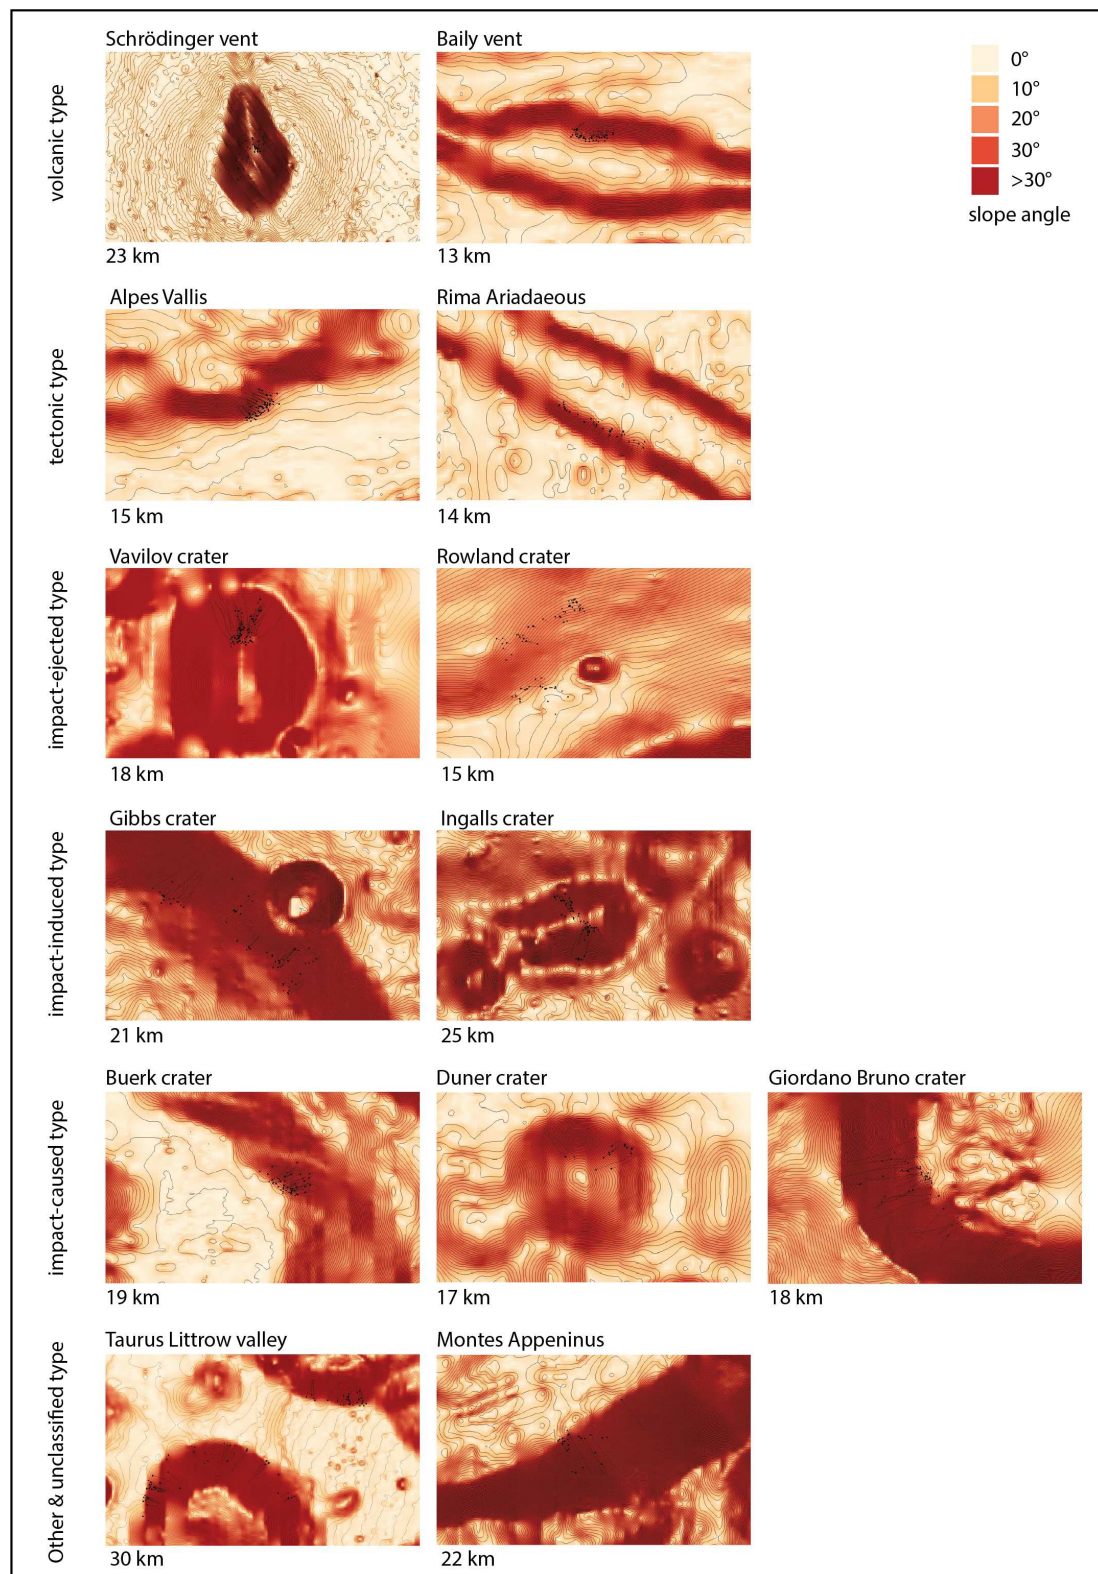 Schrödinger vent
Baily vent
0°
10°
20°
30°
>30°
slope angle
volcanic type
23 km
13 km
Alpes Vallis
Rima Ariadaeous
tectonic type
15 km
14 km
Vavilov crater
Rowland crater
impact-ejected type
18 km
15 km
Gibbs crater
Ingalls crater
impact-induced type
21 km
25 km
Buerk crater
Duner crater
Giordano Bruno crater
impact-caused type
19 km
17 km
18 km
Taurus Littrow valley
Montes Appeninus
Other & unclassified type
30 km
22 km